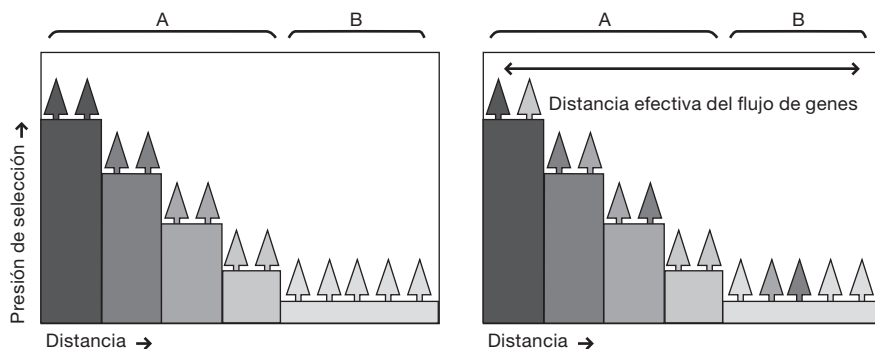 A
B
Presión de selección →
Distancia →
A
B
Distancia efectiva del flujo de genes
Distancia →